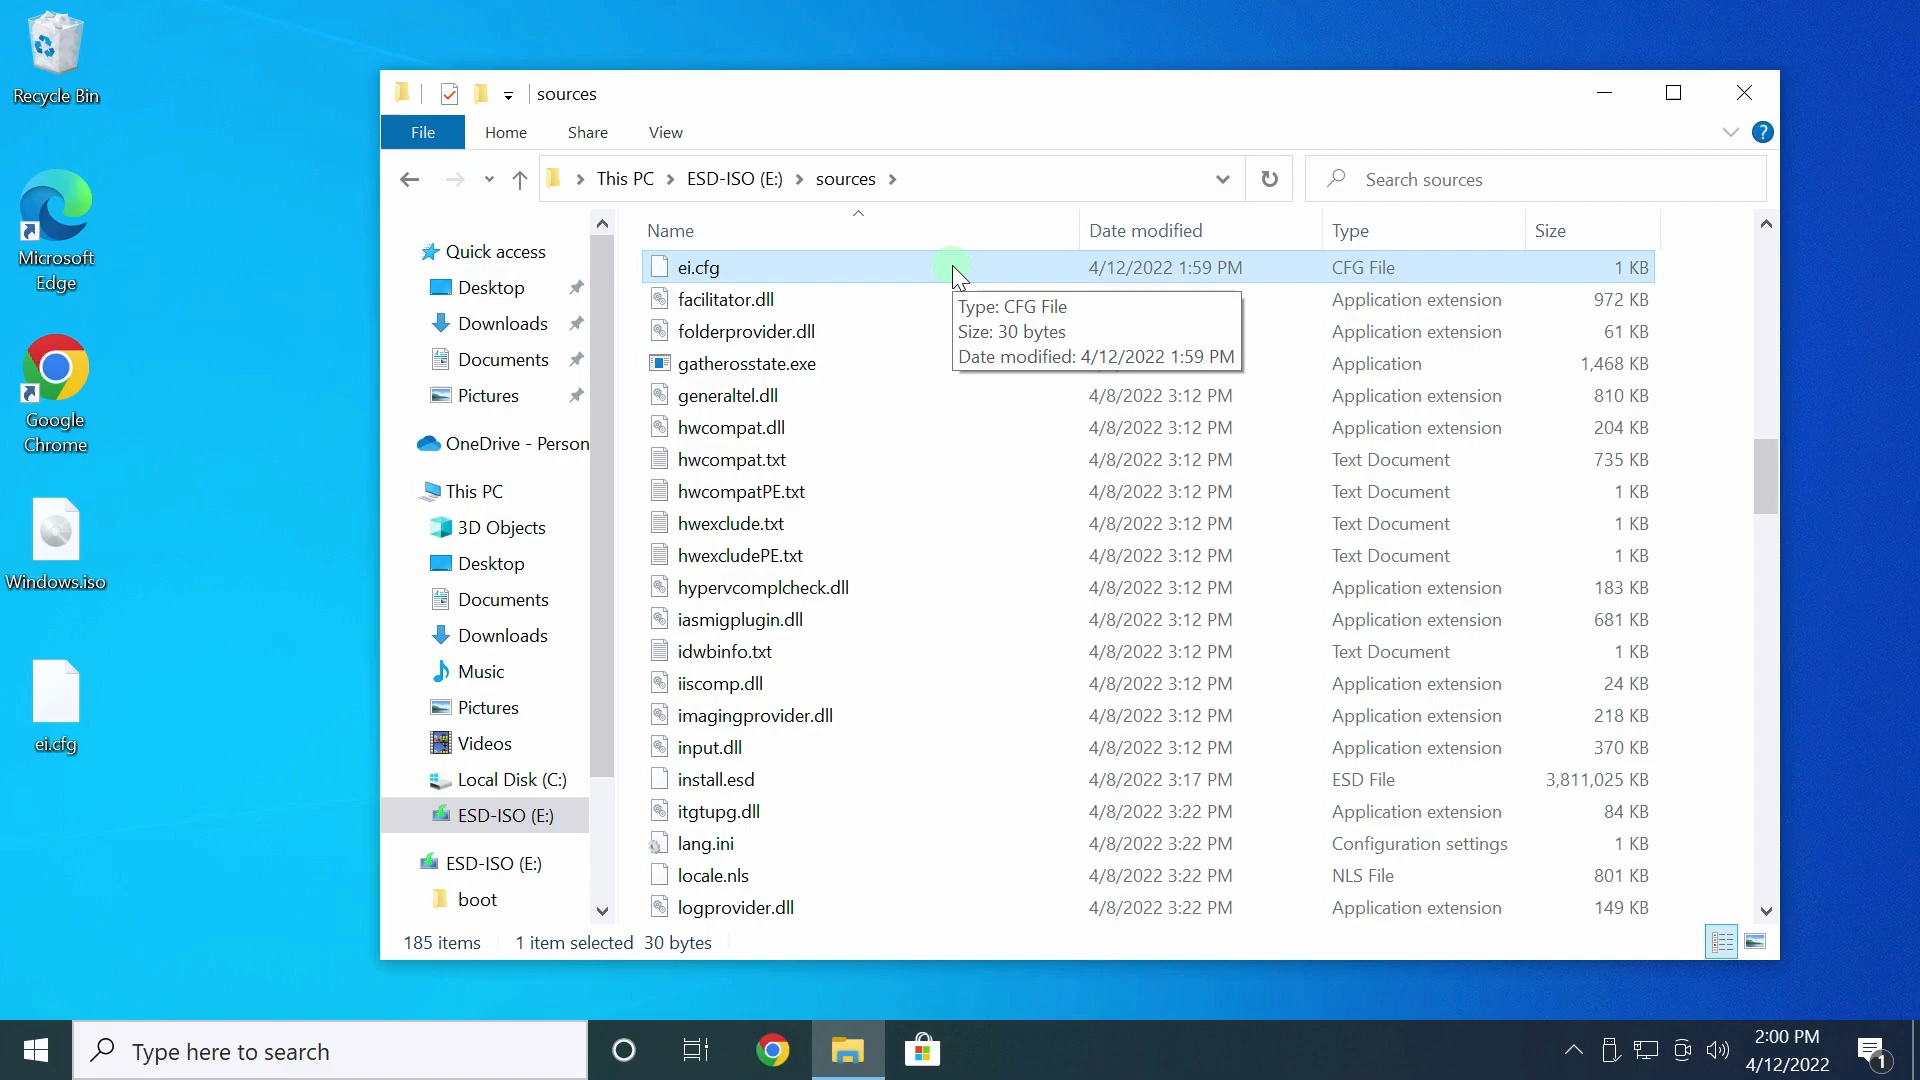 Recycle Bin
Microsoft
Edge
Google
Chrome
Windows.iso
ei.cfg
sources
File Home Share View
?
This PC ESD-ISO (E:) sources
Search sources
Quick access
Desktop
Downloads
Documents
Pictures
OneDrive - Person
This PC
3D Objects
Desktop
Documents
Downloads
Music
Pictures
Videos
Local Disk (C:)
ESD-ISO (E:)
ESD-ISO (E:)
boot
Name Date modified Type Size
ei.cfg 4/12/2022 1:59 PM CFG File 1 KB
facilitator.dll Application extension 972 KB
folderprovider.dll Application extension 61 KB
gatherosstate.exe Application 1,468 KB
Type: CFG File
Size: 30 bytes
Date modified: 4/12/2022 1:59 PM
generaltel.dll 4/8/2022 3:12 PM Application extension 810 KB
hwcompat.dll 4/8/2022 3:12 PM Application extension 204 KB
hwcompat.txt 4/8/2022 3:12 PM Text Document 735 KB
hwcompatPE.txt 4/8/2022 3:12 PM Text Document 1 KB
hwexclude.txt 4/8/2022 3:12 PM Text Document 1 KB
hwexcludePE.txt 4/8/2022 3:12 PM Text Document 1 KB
hypervcomplcheck.dll 4/8/2022 3:12 PM Application extension 183 KB
iasmigplugin.dll 4/8/2022 3:12 PM Application extension 681 KB
idwbinfo.txt 4/8/2022 3:12 PM Text Document 1 KB
iiscomp.dll 4/8/2022 3:12 PM Application extension 24 KB
imagingprovider.dll 4/8/2022 3:12 PM Application extension 218 KB
input.dll 4/8/2022 3:12 PM Application extension 370 KB
install.esd 4/8/2022 3:17 PM ESD File 3,811,025 KB
itgtupg.dll 4/8/2022 3:22 PM Application extension 84 KB
lang.ini 4/8/2022 3:22 PM Configuration settings 1 KB
locale.nls 4/8/2022 3:22 PM NLS File 801 KB
logprovider.dll 4/8/2022 3:22 PM Application extension 149 KB
185 items 1 item selected 30 bytes
Type here to search
2:00 PM
4/12/2022
1